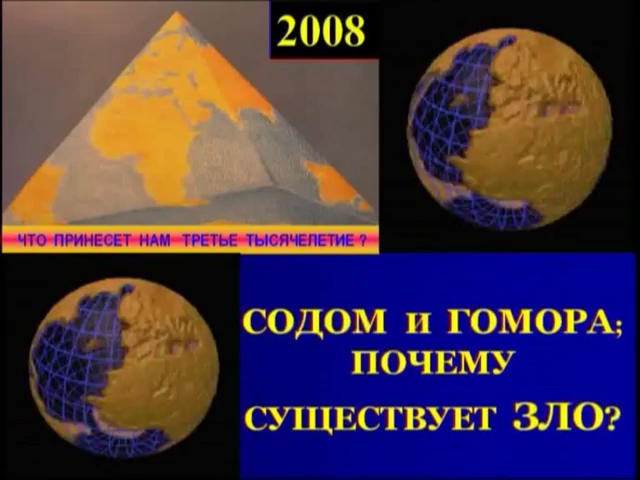 2008
ЧТО ПРИНЕСЕТ НАМ ТРЕТЬЕ ТЫСЯЧЕЛЕТИЕ ?
СОДОМ И ГОМОРА;
ПОЧЕМУ
СУЩЕСТВУЕТ ЗЛО?